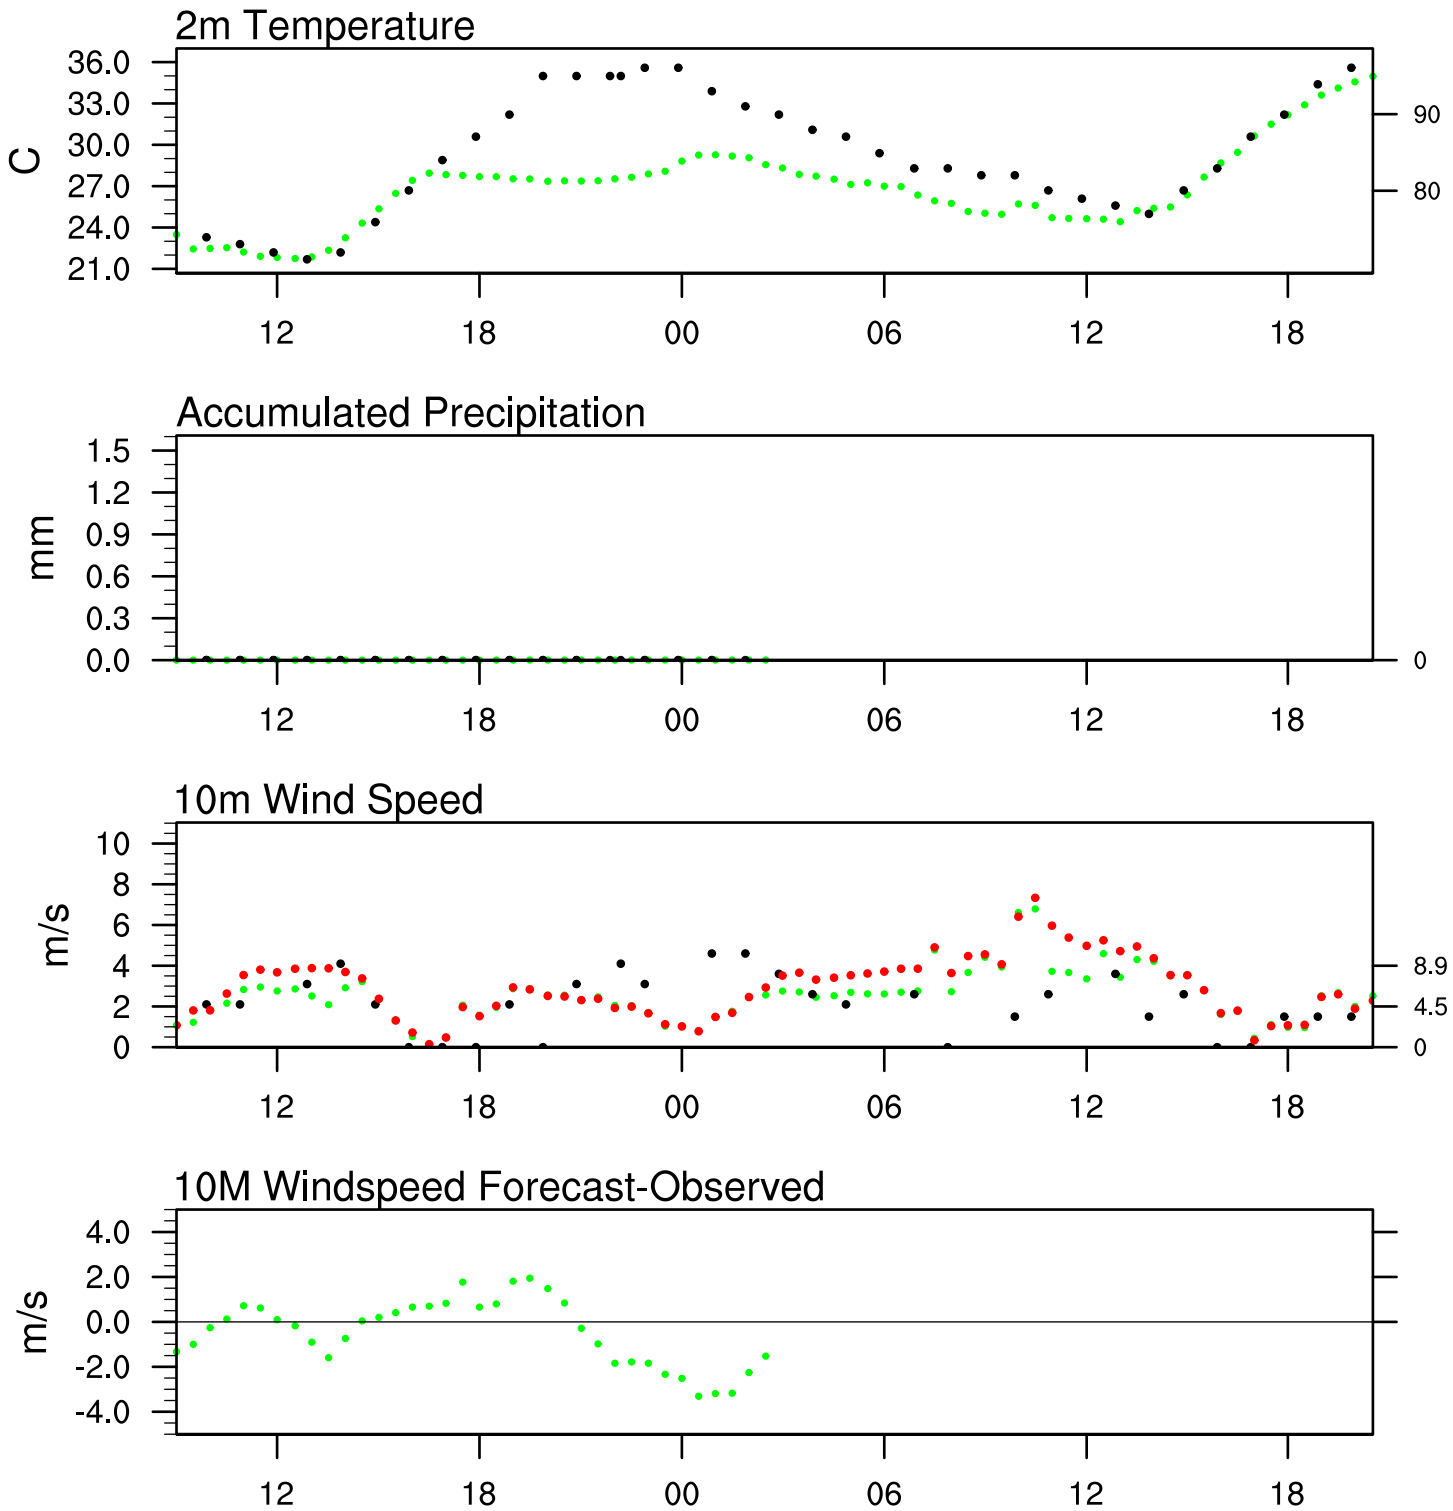 2m Temperature
36.0
33.0
30.0
27.0
24.0
21.0
C
90
80
12 18 00 06 12 18
Accumulated Precipitation
1.5
1.2
0.9
0.6
0.3
0.0
mm
0
12 18 00 06 12 18
10m Wind Speed
10
8
6
4
2
0
m/s
8.9
4.5
0
12 18 00 06 12 18
10M Windspeed Forecast-Observed
4.0
2.0
0.0
-2.0
-4.0
m/s
12 18 00 06 12 18